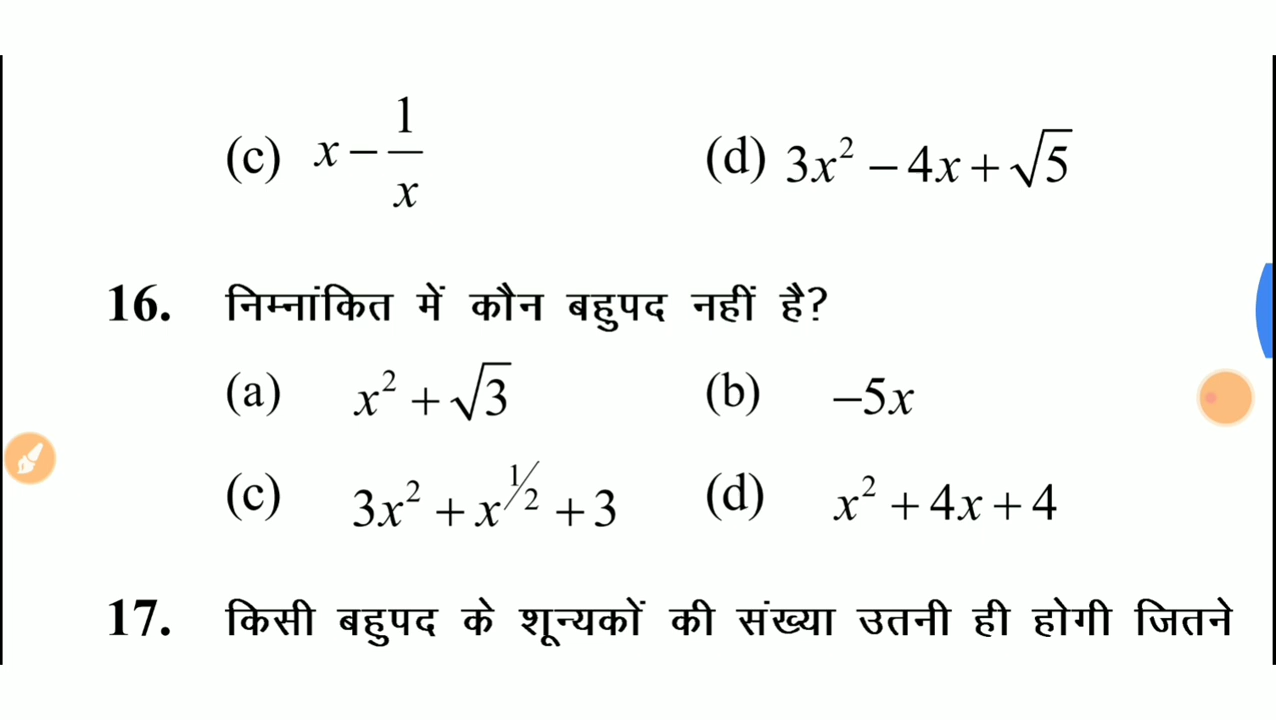 (c) x − 1/x (d) 3x² − 4x + √5
16. निम्नांकित में कौन बहुपद नहीं है?
(a) x² + √3 (b) −5x
(c) 3x² + x^1/2 + 3 (d) x² + 4x + 4
17. किसी बहुपद के शून्यकों की संख्या उतनी ही होगी जितने